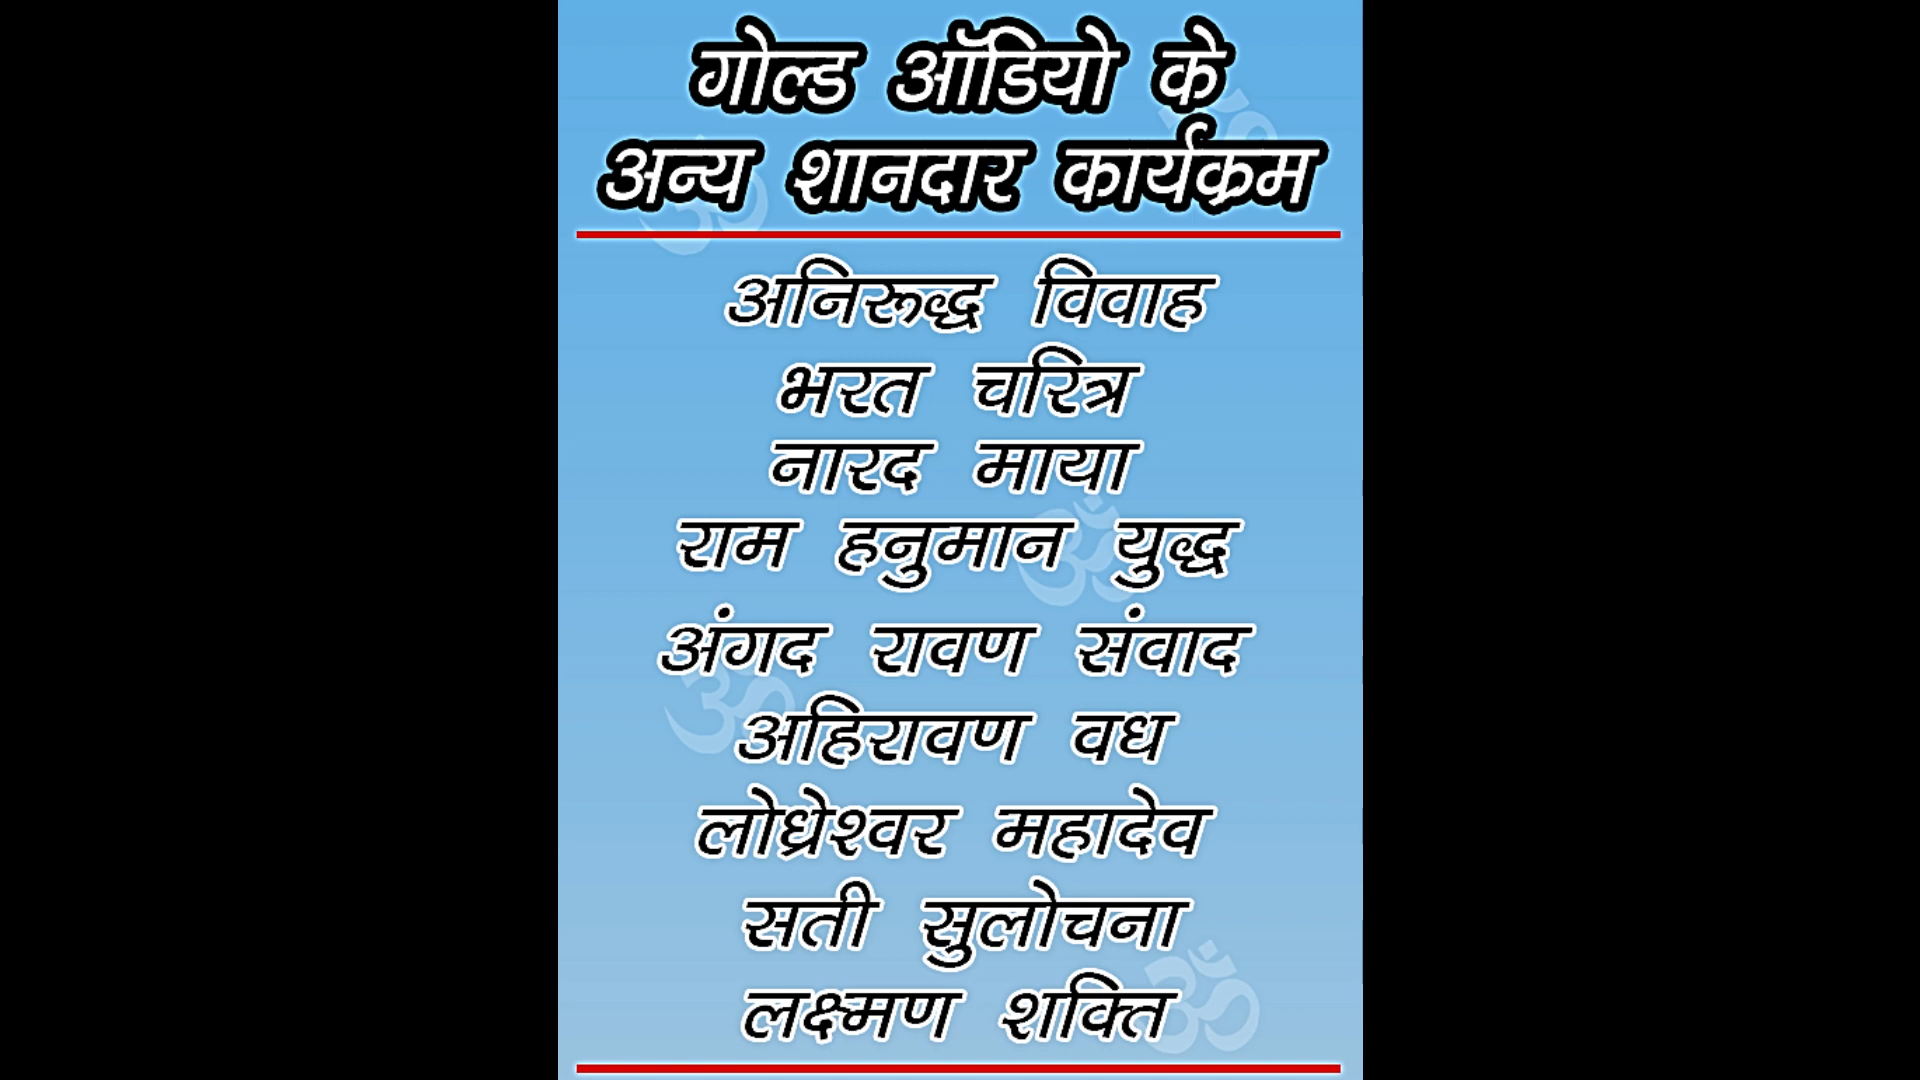 गोल्ड ऑडियो के
अन्य शानदार कार्यक्रम
अनिरूद्ध विवाह
भरत चरित्र
नारद माया
राम हनुमान युद्ध
अंगद रावण संवाद
अहिरावण वध
लोध्रेश्वर महादेव
सती सुलोचना
लक्ष्मण शक्ति